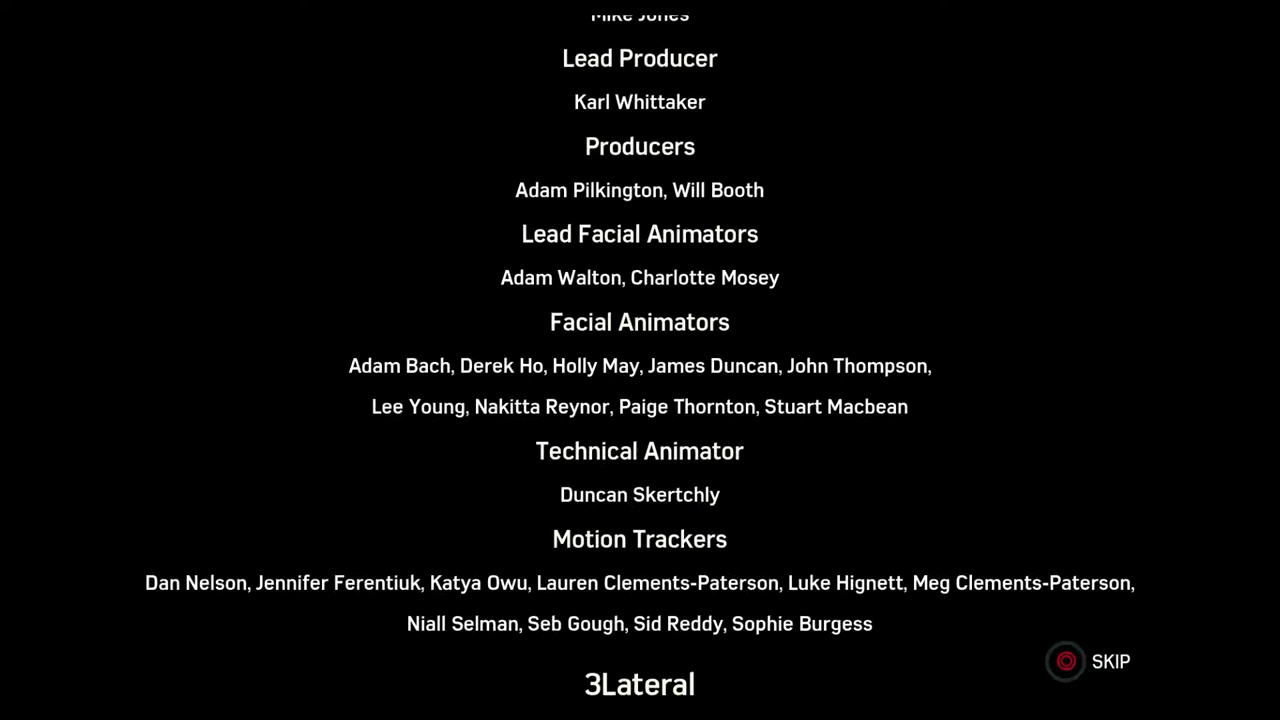 Mike Jones
Lead Producer
Karl Whittaker
Producers
Adam Pilkington, Will Booth
Lead Facial Animators
Adam Walton, Charlotte Mosey
Facial Animators
Adam Bach, Derek Ho, Holly May, James Duncan, John Thompson,
Lee Young, Nakitta Reynor, Paige Thornton, Stuart Macbean
Technical Animator
Duncan Skertchly
Motion Trackers
Dan Nelson, Jennifer Ferentiuk, Katya Owu, Lauren Clements-Paterson, Luke Hignett, Meg Clements-Paterson,
Niall Selman, Seb Gough, Sid Reddy, Sophie Burgess
SKIP
3Lateral